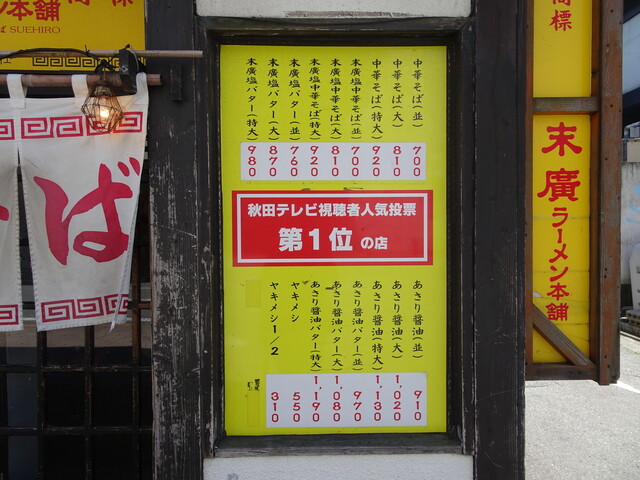 中華そば(並) 700
中華そば(大) 810
中華そば(特大) 920
末廣塩中華そば(並) 700
末廣塩中華そば(大) 810
末廣塩中華そば(特大) 920
末廣塩バター(並) 760
末廣塩バター(大) 870
末廣塩バター(特大) 980
秋田テレビ視聴者人気投票
第1位の店
あさり醤油(並) 910
あさり醤油(大) 1,020
あさり醤油(特大) 1,130
あさり醤油バター(並) 970
あさり醤油バター(大) 1,080
あさり醤油バター(特大) 1,190
ヤキメシ 550
ヤキメシ1/2 310
商標
末廣ラーメン本舗
ーメン本舗
ば SUEHIRO
ば